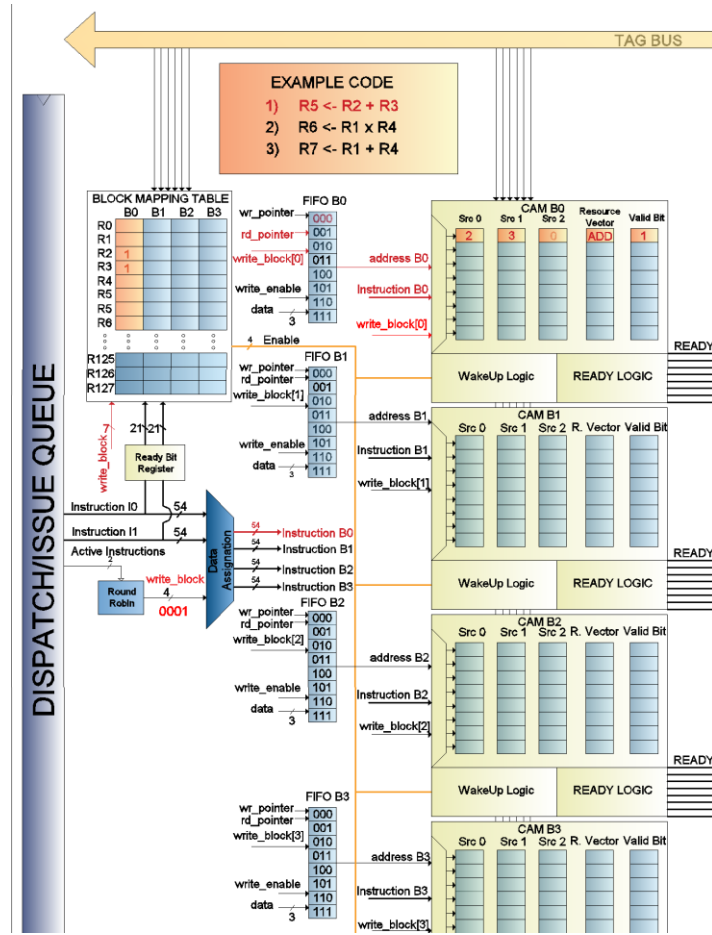 TAG BUS
EXAMPLE CODE
1) R5 <- R2 + R3
2) R6 <- R1 x R4
3) R7 <- R1 + R4
DISPATCH/ISSUE QUEUE
BLOCK MAPPING TABLE
B0 B1 B2 B3
R0
R1
R2 1
R3 1
R4
R5
R5
R6
R125
R126
R127
write_block
7
21
21
Ready Bit
Register
Instruction I0
54
Instruction I1
54
Active Instructions
2
Round
Robin
write_block
4
0001
Data
Assignation
54
Instruction B0
54
Instruction B1
54
Instruction B2
54
Instruction B3
4
Enable
FIFO B0
wr_pointer
rd_pointer
write_block[0]
write_enable
data
3
000
001
010
011
100
101
110
111
FIFO B1
wr_pointer
rd_pointer
write_block[1]
write_enable
data
3
000
001
010
011
100
101
110
111
FIFO B2
wr_pointer
rd_pointer
write_block[2]
write_enable
data
3
000
001
010
011
100
101
110
111
FIFO B3
wr_pointer
rd_pointer
write_block[3]
write_enable
data
3
000
001
010
011
100
101
110
111
CAM B0
Src 0 Src 1 Src 2 Resource Vector Valid Bit
2 3 0 ADD 1
address B0
Instruction B0
write_block[0]
READY
WakeUp Logic READY LOGIC
CAM B1
Src 0 Src 1 Src 2 R. Vector Valid Bit
address B1
Instruction B1
write_block[1]
READY
WakeUp Logic READY LOGIC
CAM B2
Src 0 Src 1 Src 2 R. Vector Valid Bit
address B2
Instruction B2
write_block[2]
READY
WakeUp Logic READY LOGIC
CAM B3
Src 0 Src 1 Src 2 R. Vector Valid Bit
address B3
Instruction B3
write_block[3]